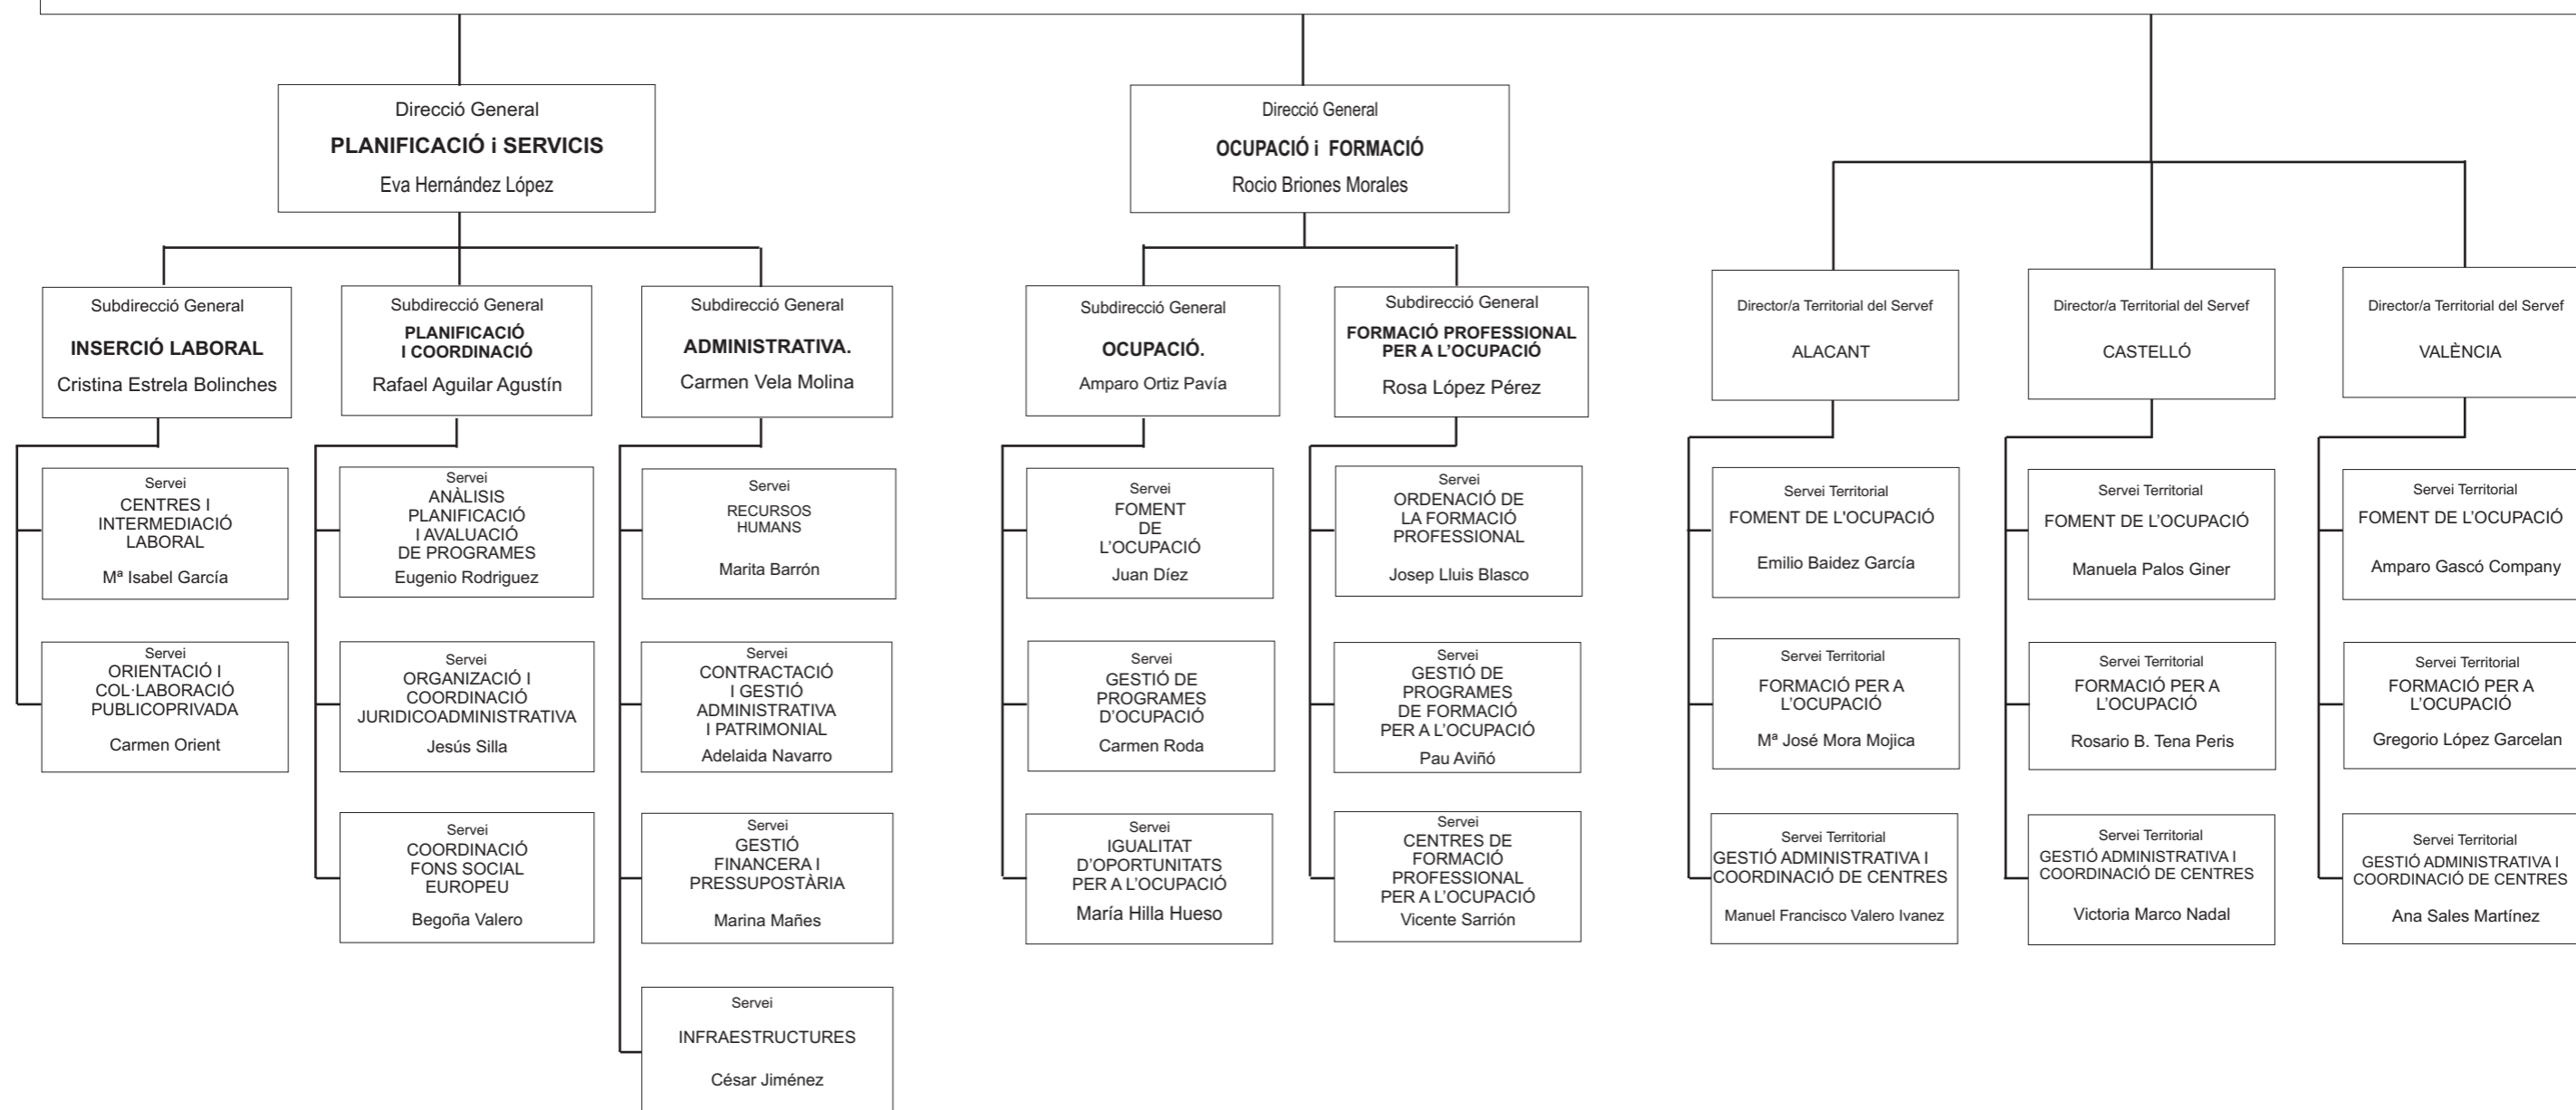 Direcció General
PLANIFICACIÓ i SERVICIS
Eva Hernández López
Direcció General
OCUPACIÓ i FORMACIÓ
Rocio Briones Morales
Subdirecció General
INSERCIÓ LABORAL
Cristina Estrela Bolinches
Subdirecció General
PLANIFICACIÓ
I COORDINACIÓ
Rafael Aguilar Agustín
Subdirecció General
ADMINISTRATIVA.
Carmen Vela Molina
Subdirecció General
OCUPACIÓ.
Amparo Ortiz Pavía
Subdirecció General
FORMACIÓ PROFESSIONAL
PER A L’OCUPACIÓ
Rosa López Pérez
Director/a Territorial del Servef
ALACANT
Director/a Territorial del Servef
CASTELLÓ
Director/a Territorial del Servef
VALÈNCIA
Servei
CENTRES I
INTERMEDIACIÓ
LABORAL
Mª Isabel García
Servei
ANÀLISIS
PLANIFICACIÓ
I AVALUACIÓ
DE PROGRAMES
Eugenio Rodriguez
Servei
RECURSOS
HUMANS
Marita Barrón
Servei
FOMENT
DE
L’OCUPACIÓ
Juan Díez
Servei
ORDENACIÓ DE
LA FORMACIÓ
PROFESSIONAL
Josep Lluis Blasco
Servei Territorial
FOMENT DE L'OCUPACIÓ
Emilio Baidez García
Servei Territorial
FOMENT DE L’OCUPACIÓ
Manuela Palos Giner
Servei Territorial
FOMENT DE L’OCUPACIÓ
Amparo Gascó Company
Servei
ORIENTACIÓ I
COL·LABORACIÓ
PUBLICOPRIVADA
Carmen Orient
Servei
ORGANIZACIÓ I
COORDINACIÓ
JURIDICOADMINISTRATIVA
Jesús Silla
Servei
CONTRACTACIÓ
I GESTIÓ
ADMINISTRATIVA
I PATRIMONIAL
Adelaida Navarro
Servei
GESTIÓ DE
PROGRAMES
D’OCUPACIÓ
Carmen Roda
Servei
GESTIÓ DE
PROGRAMES
DE FORMACIÓ
PER A L’OCUPACIÓ
Pau Aviñó
Servei Territorial
FORMACIÓ PER A
L’OCUPACIÓ
Mª José Mora Mojica
Servei Territorial
FORMACIÓ PER A
L’OCUPACIÓ
Rosario B. Tena Peris
Servei Territorial
FORMACIÓ PER A
L’OCUPACIÓ
Gregorio López Garcelan
Servei
COORDINACIÓ
FONS SOCIAL
EUROPEU
Begoña Valero
Servei
GESTIÓ
FINANCERA I
PRESSUPOSTÀRIA
Marina Mañes
Servei
IGUALITAT
D’OPORTUNITATS
PER A L’OCUPACIÓ
María Hilla Hueso
Servei
CENTRES DE
FORMACIÓ
PROFESSIONAL
PER A L’OCUPACIÓ
Vicente Sarrión
Servei Territorial
GESTIÓ ADMINISTRATIVA I
COORDINACIÓ DE CENTRES
Manuel Francisco Valero Ivanez
Servei Territorial
GESTIÓ ADMINISTRATIVA I
COORDINACIÓ DE CENTRES
Victoria Marco Nadal
Servei Territorial
GESTIÓ ADMINISTRATIVA I
COORDINACIÓ DE CENTRES
Ana Sales Martínez
Servei
INFRAESTRUCTURES
César Jiménez